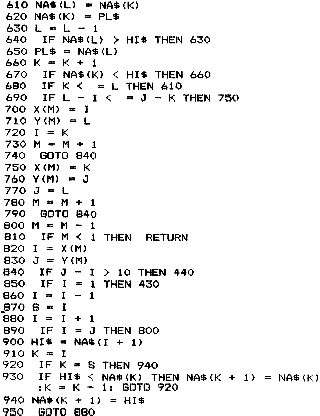 610 NA$(L) = NA$(K)
620 NA$(K) = PL$
630 L = L - 1
640  IF NA$(L) > HI$ THEN 630
650 PL$ = NA$(L)
660 K = K + 1
670  IF NA$(K) < HI$ THEN 660
680  IF K < = L THEN 610
690  IF L - I < = J - K THEN 750
700 X(M) = I
710 Y(M) = L
720 I = K
730 M = M + 1
740  GOTO 840
750 X(M) = K
760 Y(M) = J
770 J = L
780 M = M + 1
790  GOTO 840
800 M = M - 1
810  IF M < 1 THEN  RETURN
820 I = X(M)
830 J = Y(M)
840  IF J - I > 10 THEN 440
850  IF I = 1 THEN 430
860 I = I - 1
870 S = I
880 I = I + 1
890  IF I = J THEN 800
900 HI$ = NA$(I + 1)
910 K = I
920  IF K = S THEN 940
930  IF HI$ < NA$(K) THEN NA$(K + 1) = NA$(K)
:K = K - 1: GOTO 920
940 NA$(K + 1) = HI$
950  GOTO 880